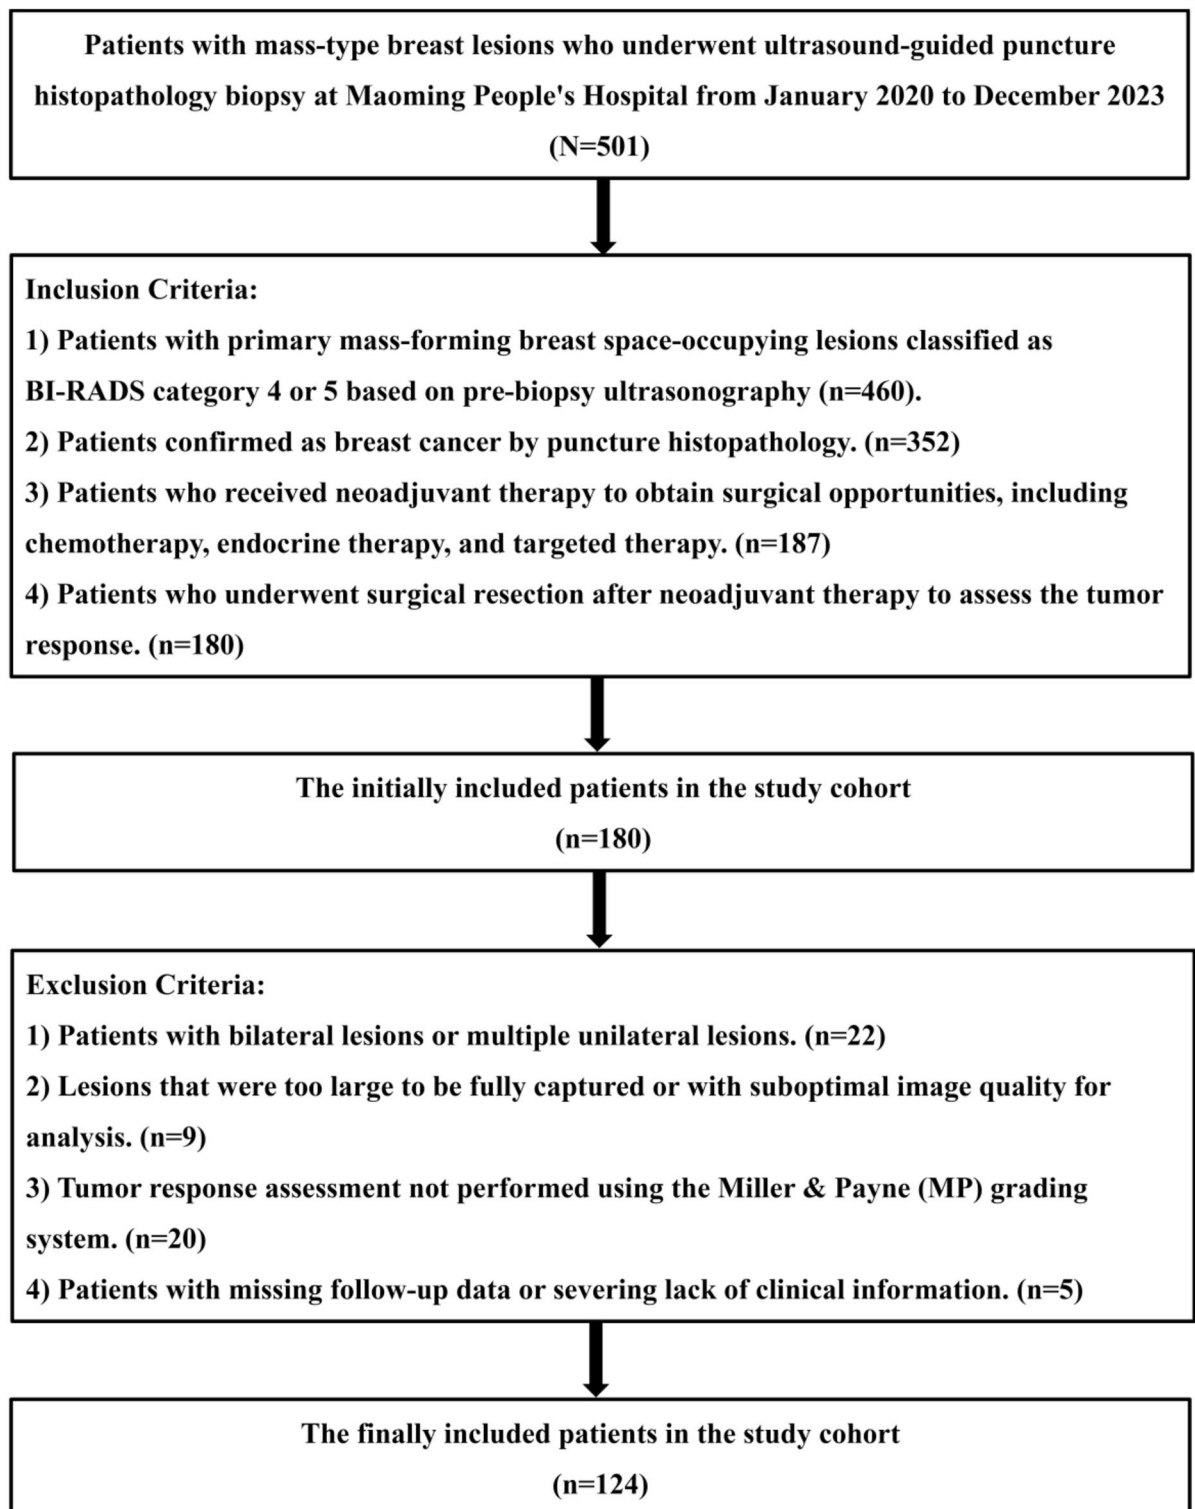 Patients with mass-type breast lesions who underwent ultrasound-guided puncture
histopathology biopsy at Maoming People's Hospital from January 2020 to December 2023
(N=501)
Inclusion Criteria:
1) Patients with primary mass-forming breast space-occupying lesions classified as
BI-RADS category 4 or 5 based on pre-biopsy ultrasonography (n=460).
2) Patients confirmed as breast cancer by puncture histopathology. (n=352)
3) Patients who received neoadjuvant therapy to obtain surgical opportunities, including
chemotherapy, endocrine therapy, and targeted therapy. (n=187)
4) Patients who underwent surgical resection after neoadjuvant therapy to assess the tumor
response. (n=180)
The initially included patients in the study cohort
(n=180)
Exclusion Criteria:
1) Patients with bilateral lesions or multiple unilateral lesions. (n=22)
2) Lesions that were too large to be fully captured or with suboptimal image quality for
analysis. (n=9)
3) Tumor response assessment not performed using the Miller & Payne (MP) grading
system. (n=20)
4) Patients with missing follow-up data or severing lack of clinical information. (n=5)
The finally included patients in the study cohort
(n=124)